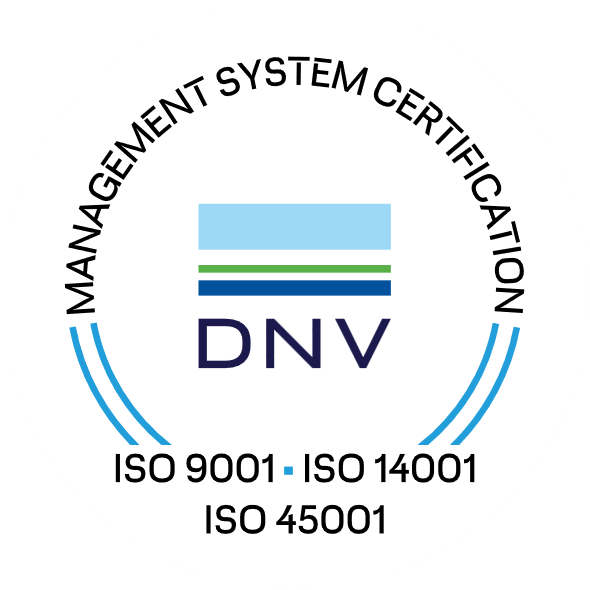 MANAGEMENT SYSTEM CERTIFICATION
DNV
ISO 9001 ▪ ISO 14001
ISO 45001